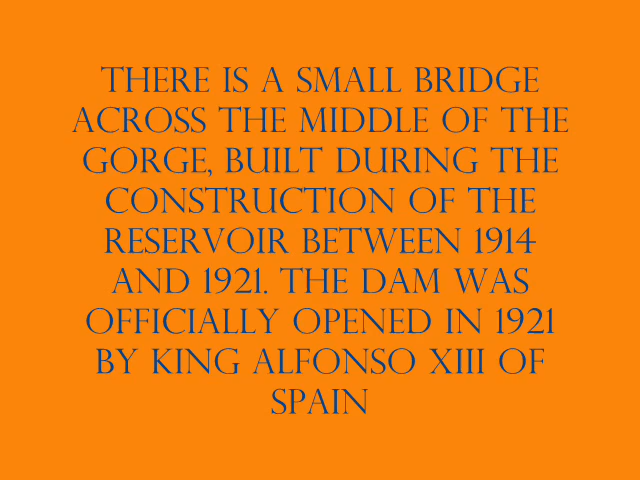 THERE IS A SMALL BRIDGE
ACROSS THE MIDDLE OF THE
GORGE, BUILT DURING THE
CONSTRUCTION OF THE
RESERVOIR BETWEEN 1914
AND 1921. THE DAM WAS
OFFICIALLY OPENED IN 1921
BY KING ALFONSO XIII OF
SPAIN